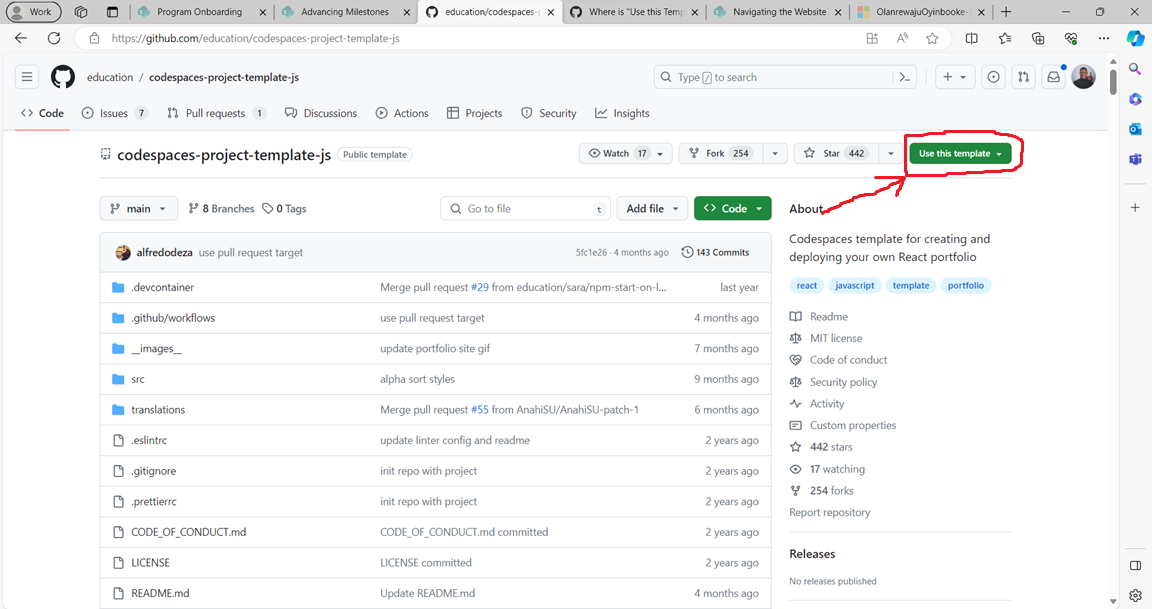 Work
Program Onboarding
Advancing Milestones
education/codespaces-p
Where is "Use this Temp
Navigating the Website
OlanrewajuOyinbooke-
https://github.com/education/codespaces-project-template-js
education / codespaces-project-template-js
Type / to search
Code
Issues 7
Pull requests 1
Discussions
Actions
Projects
Security
Insights
codespaces-project-template-js Public template
Watch 17
Fork 254
Star 442
Use this template
main
8 Branches
0 Tags
Go to file t
Add file
Code
alfredodeza use pull request target 5fc1e26 · 4 months ago 143 Commits
.devcontainer Merge pull request #29 from education/sara/npm-start-on-l... last year
.github/workflows use pull request target 4 months ago
__images__ update portfolio site gif 7 months ago
src alpha sort styles 9 months ago
translations Merge pull request #55 from AnahiSU/AnahiSU-patch-1 6 months ago
.eslintrc update linter config and readme 2 years ago
.gitignore init repo with project 2 years ago
.prettierrc init repo with project 2 years ago
CODE_OF_CONDUCT.md CODE_OF_CONDUCT.md committed 2 years ago
LICENSE LICENSE committed 2 years ago
README.md Update README.md 4 months ago
About
Codespaces template for creating and
deploying your own React portfolio
react javascript template portfolio
Readme
MIT license
Code of conduct
Security policy
Activity
Custom properties
442 stars
17 watching
254 forks
Report repository
Releases
No releases published